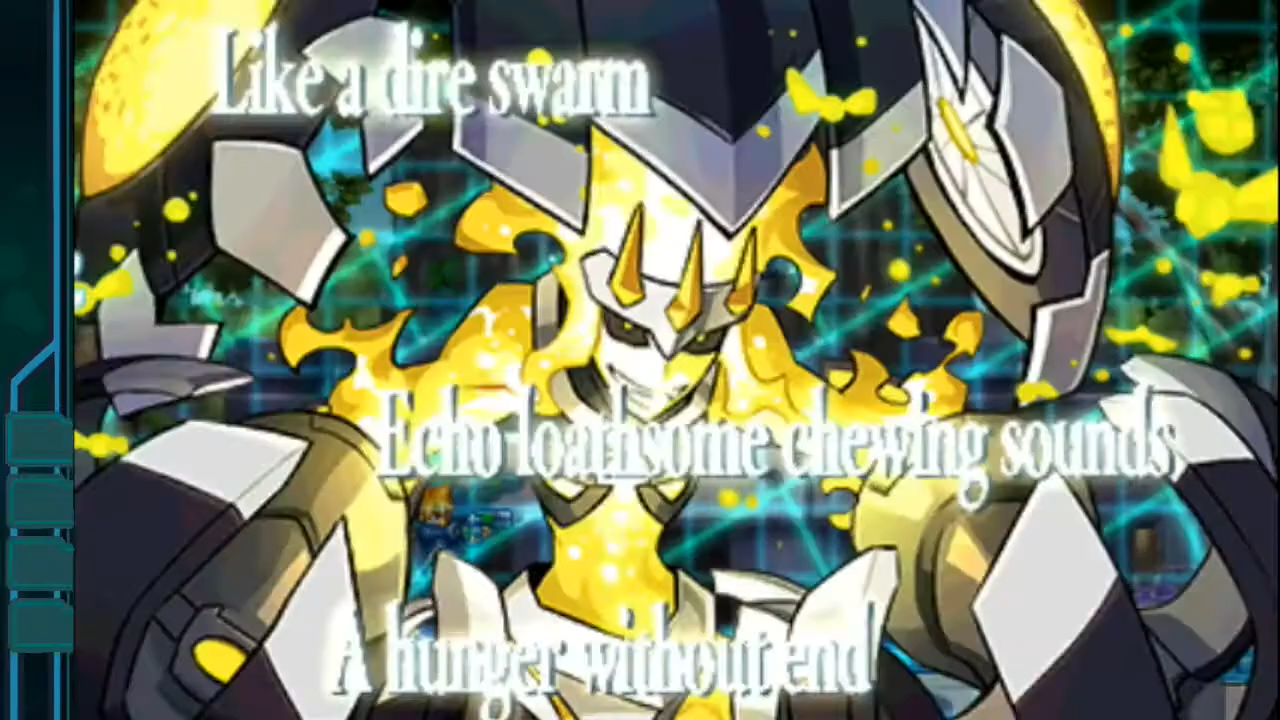 Like a dire swarm
Echo loathsome chewing sounds,
A hunger without end